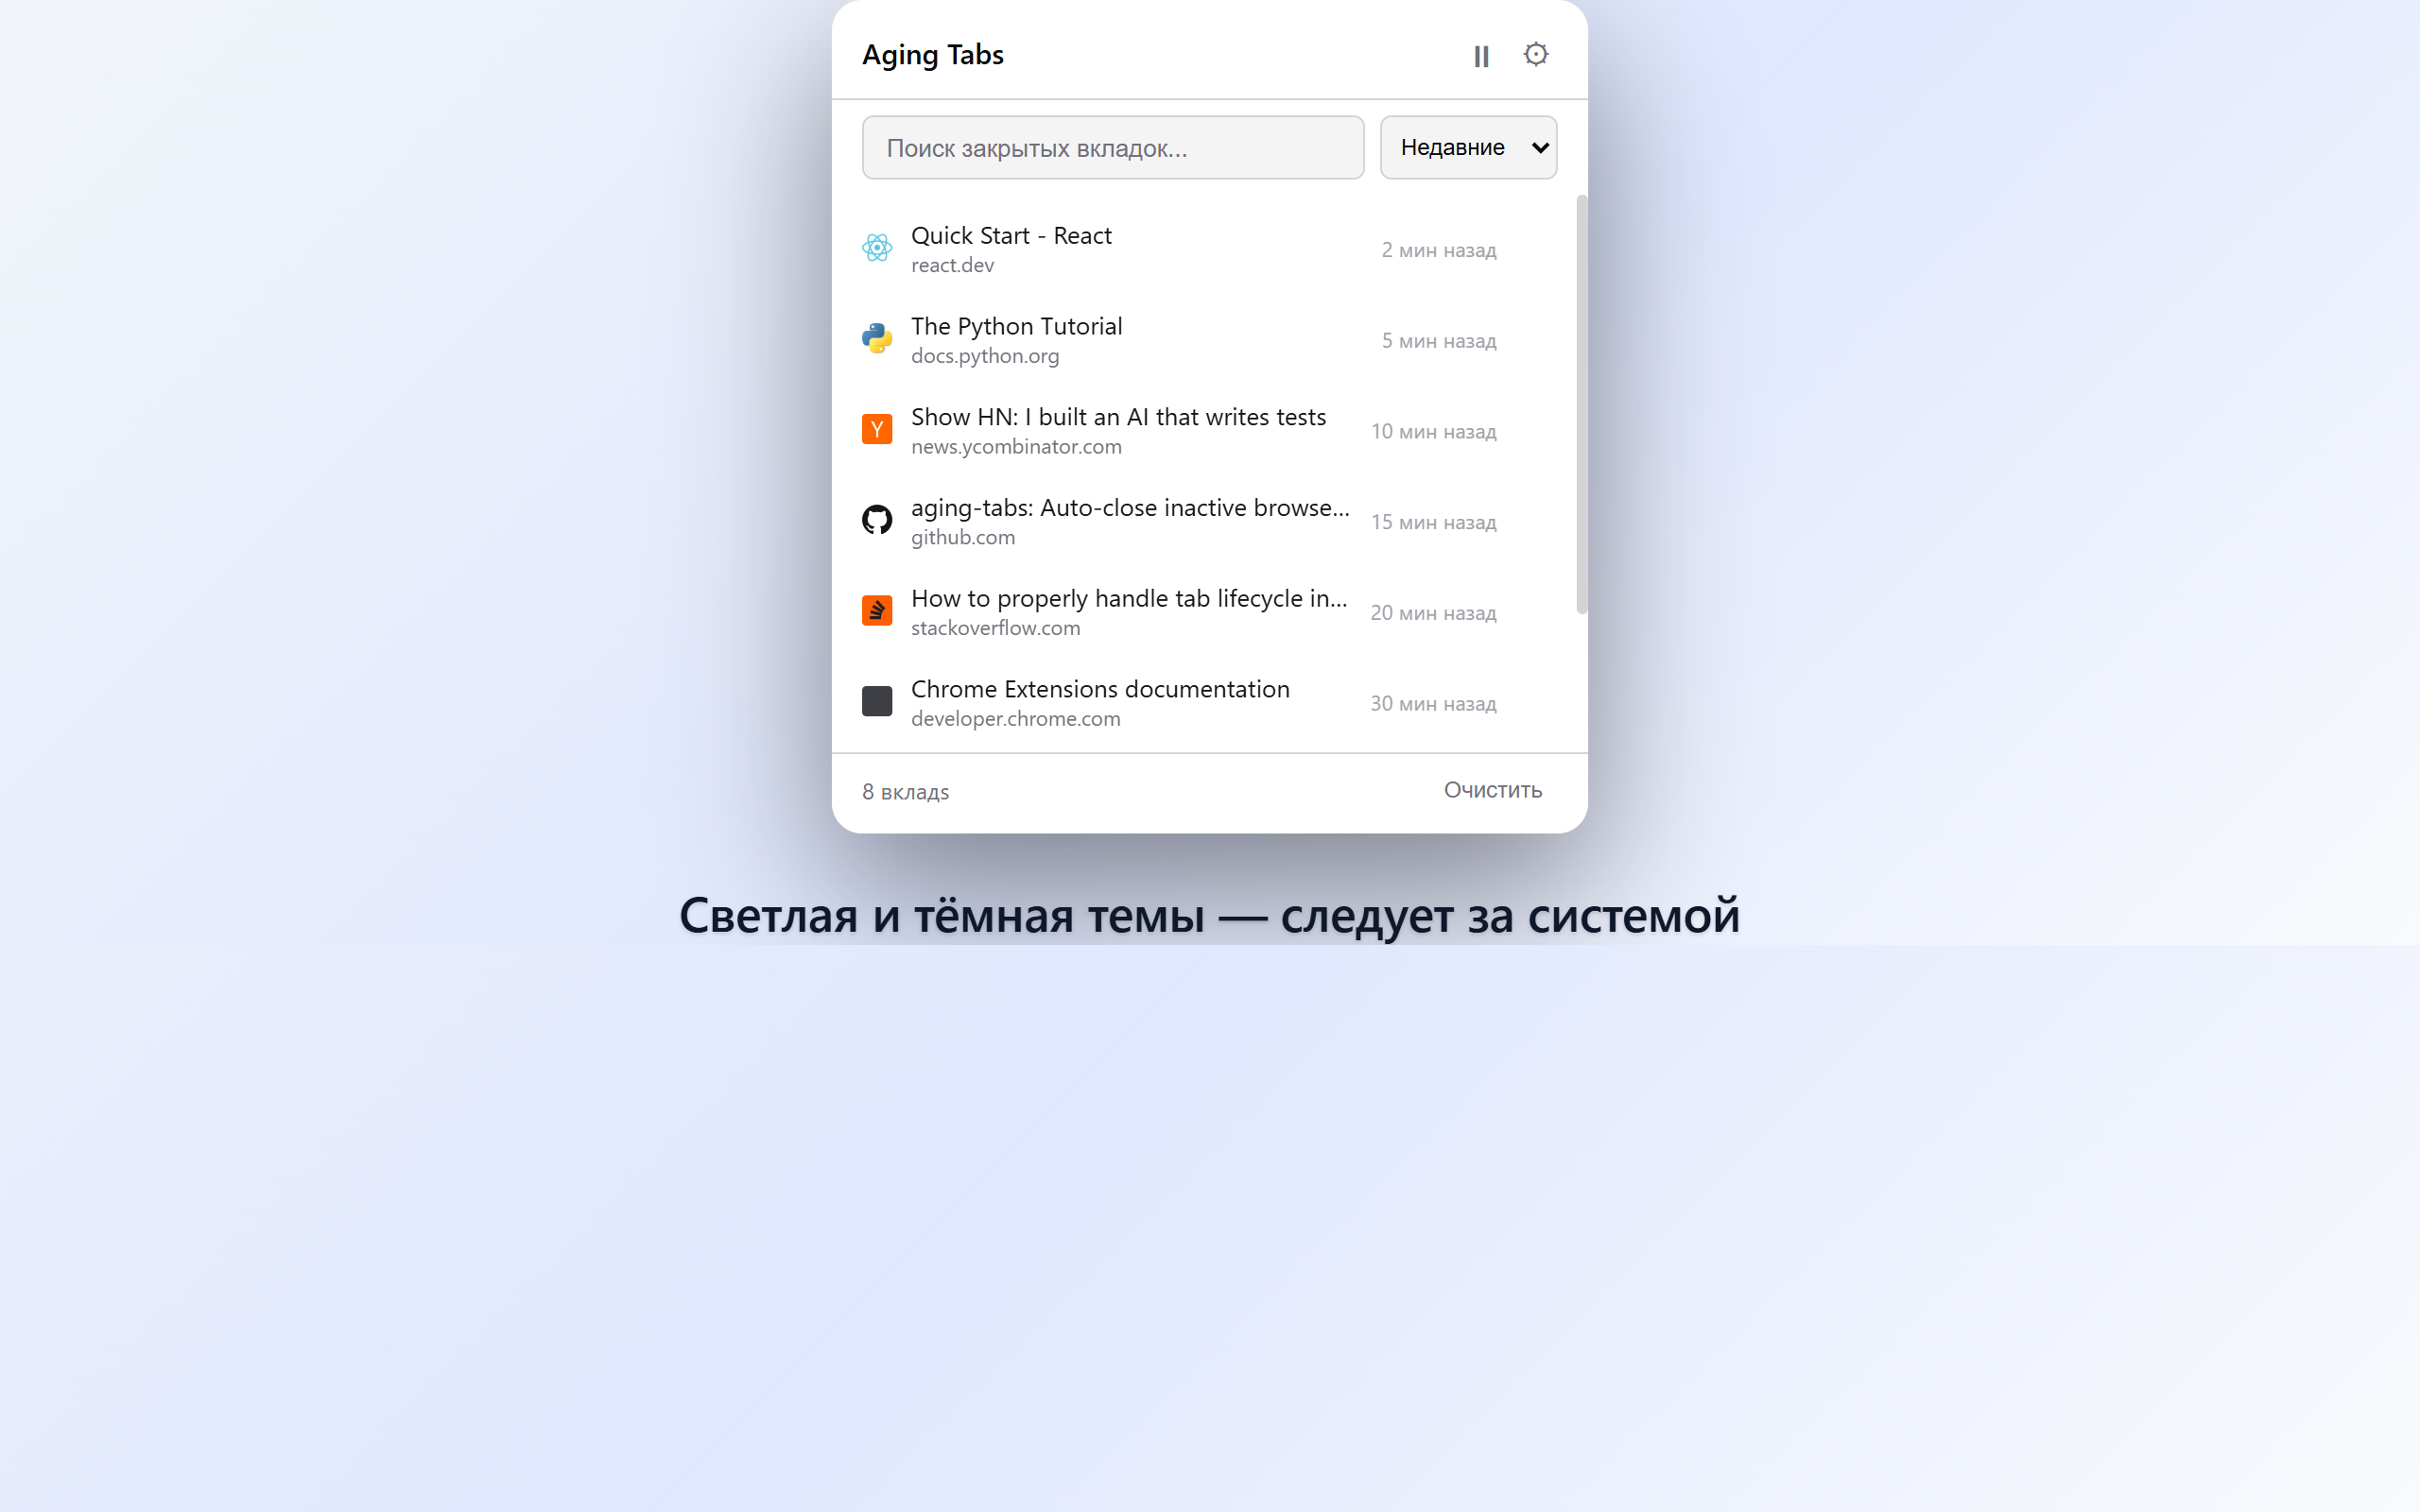 Aging Tabs
Поиск закрытых вкладок...
Недавние
Quick Start - React
react.dev
2 мин назад
The Python Tutorial
docs.python.org
5 мин назад
Y
Show HN: I built an AI that writes tests
news.ycombinator.com
10 мин назад
aging-tabs: Auto-close inactive browse...
github.com
15 мин назад
How to properly handle tab lifecycle in...
stackoverflow.com
20 мин назад
Chrome Extensions documentation
developer.chrome.com
30 мин назад
8 вкладs
Очистить
Светлая и тёмная темы — следует за системой